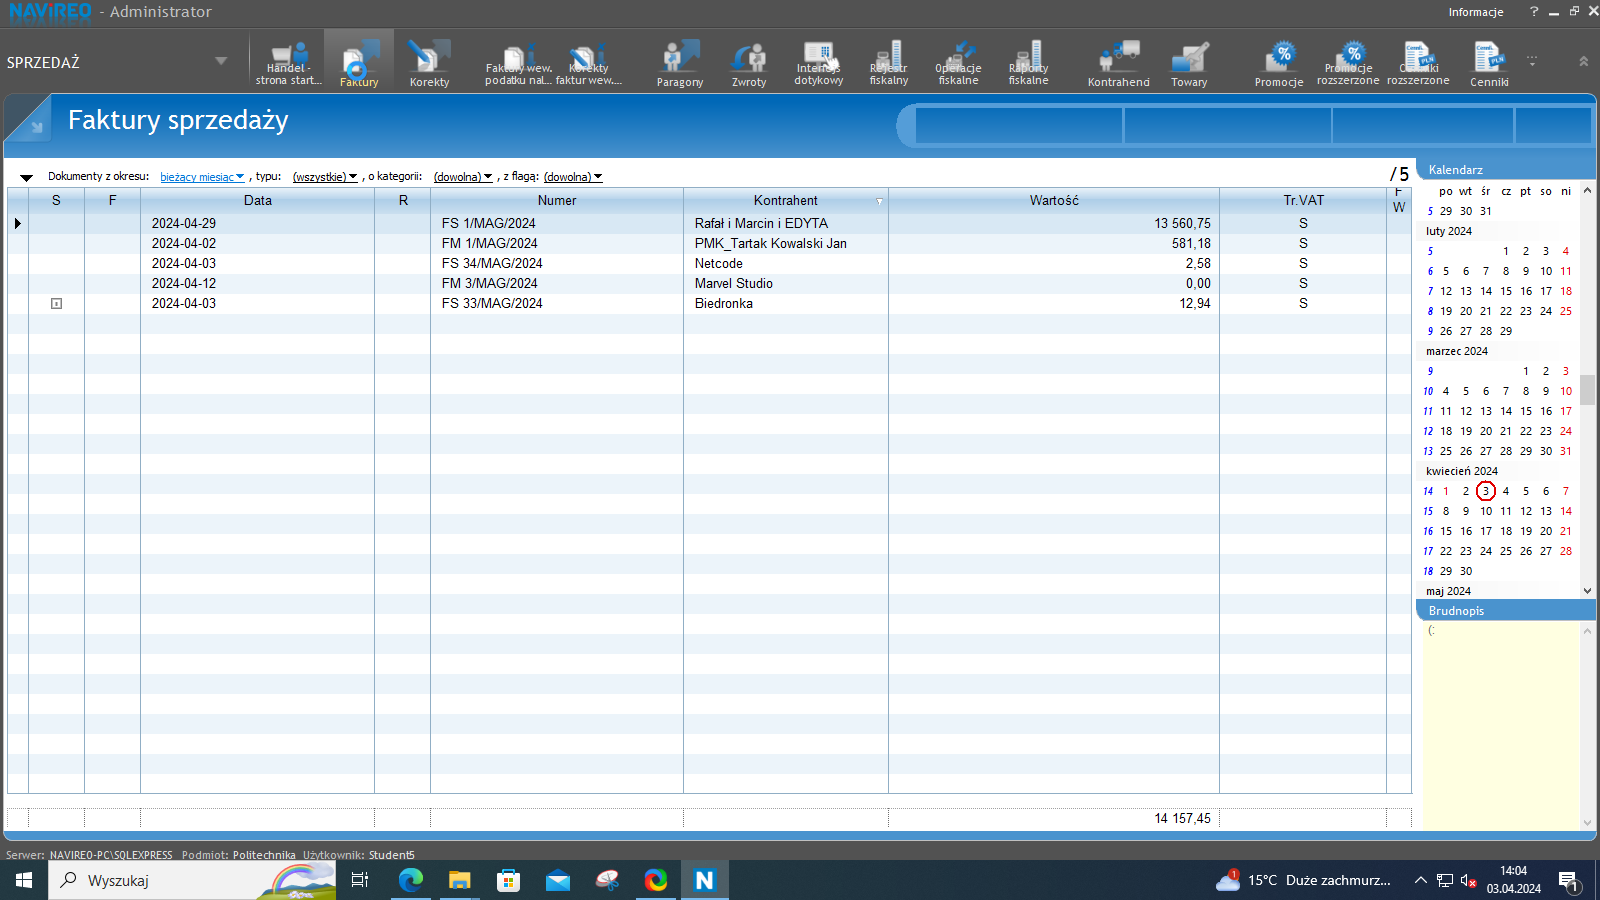 NAViREO - Administrator
Informacje ?
SPRZEDAŻ
Handel - strona start...
Faktury
Korekty
Faktury wew. podatku nal...
Korekty faktur wew....
Paragony
Zwroty
Interfejs dotykowy
Rejestr fiskalny
Operacje fiskalne
Raporty fiskalne
Kontrahenci
Towary
Promocje
Promocje rozszerzone
Cenniki rozszerzone
Cenniki
Faktury sprzedaży
Dokumenty z okresu: bieżący miesiąc , typu: (wszystkie) , o kategorii: (dowolna) , z flagą: (dowolna)
/5
S F Data R Numer Kontrahent Wartość Tr.VAT F W
2024-04-29 FS 1/MAG/2024 Rafał i Marcin i EDYTA 13 560,75 S
2024-04-02 FM 1/MAG/2024 PMK_Tartak Kowalski Jan 581,18 S
2024-04-03 FS 34/MAG/2024 Netcode 2,58 S
2024-04-12 FM 3/MAG/2024 Marvel Studio 0,00 S
2024-04-03 FS 33/MAG/2024 Biedronka 12,94 S
14 157,45
Kalendarz
po wt śr cz pt so ni
5 29 30 31
luty 2024
5 1 2 3 4
6 5 6 7 8 9 10 11
7 12 13 14 15 16 17 18
8 19 20 21 22 23 24 25
9 26 27 28 29
marzec 2024
9 1 2 3
10 4 5 6 7 8 9 10
11 11 12 13 14 15 16 17
12 18 19 20 21 22 23 24
13 25 26 27 28 29 30 31
kwiecień 2024
14 1 2 3 4 5 6 7
15 8 9 10 11 12 13 14
16 15 16 17 18 19 20 21
17 22 23 24 25 26 27 28
18 29 30
maj 2024
Brudnopis
(:
Serwer: NAVIREO-PC\SQLEXPRESS Podmiot: Politechnika Użytkownik: Student5
Wyszukaj
1
15°C Duże zachmurz...
14:04
03.04.2024
1